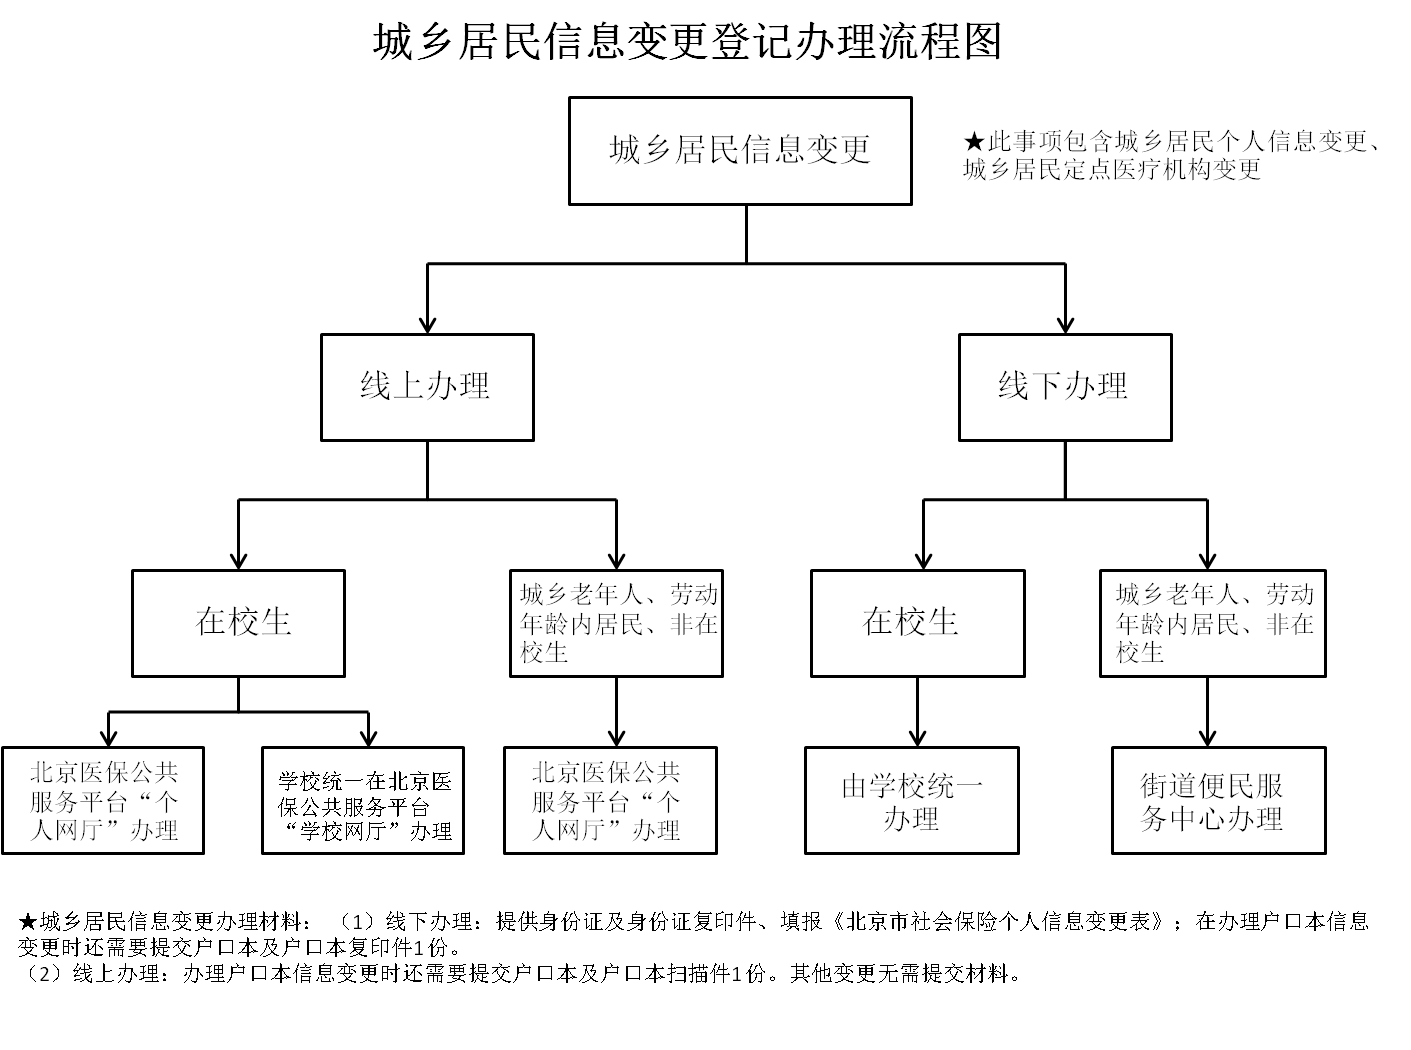 城乡居民信息变更登记办理流程图
城乡居民信息变更
★此事项包含城乡居民个人信息变更、
城乡居民定点医疗机构变更
线上办理
线下办理
在校生
城乡老年人、劳动
年龄内居民、非在
校生
在校生
城乡老年人、劳动
年龄内居民、非在
校生
北京医保公共
服务平台“个
人网厅”办理
学校统一在北京医
保公共服务平台
“学校网厅”办理
北京医保公共
服务平台“个
人网厅”办理
由学校统一
办理
街道便民服
务中心办理
★城乡居民信息变更办理材料： （1）线下办理：提供身份证及身份证复印件、填报《北京市社会保险个人信息变更表》；在办理户口本信息
变更时还需要提交户口本及户口本复印件1份。
（2）线上办理：办理户口本信息变更时还需要提交户口本及户口本扫描件1份。其他变更无需提交材料。